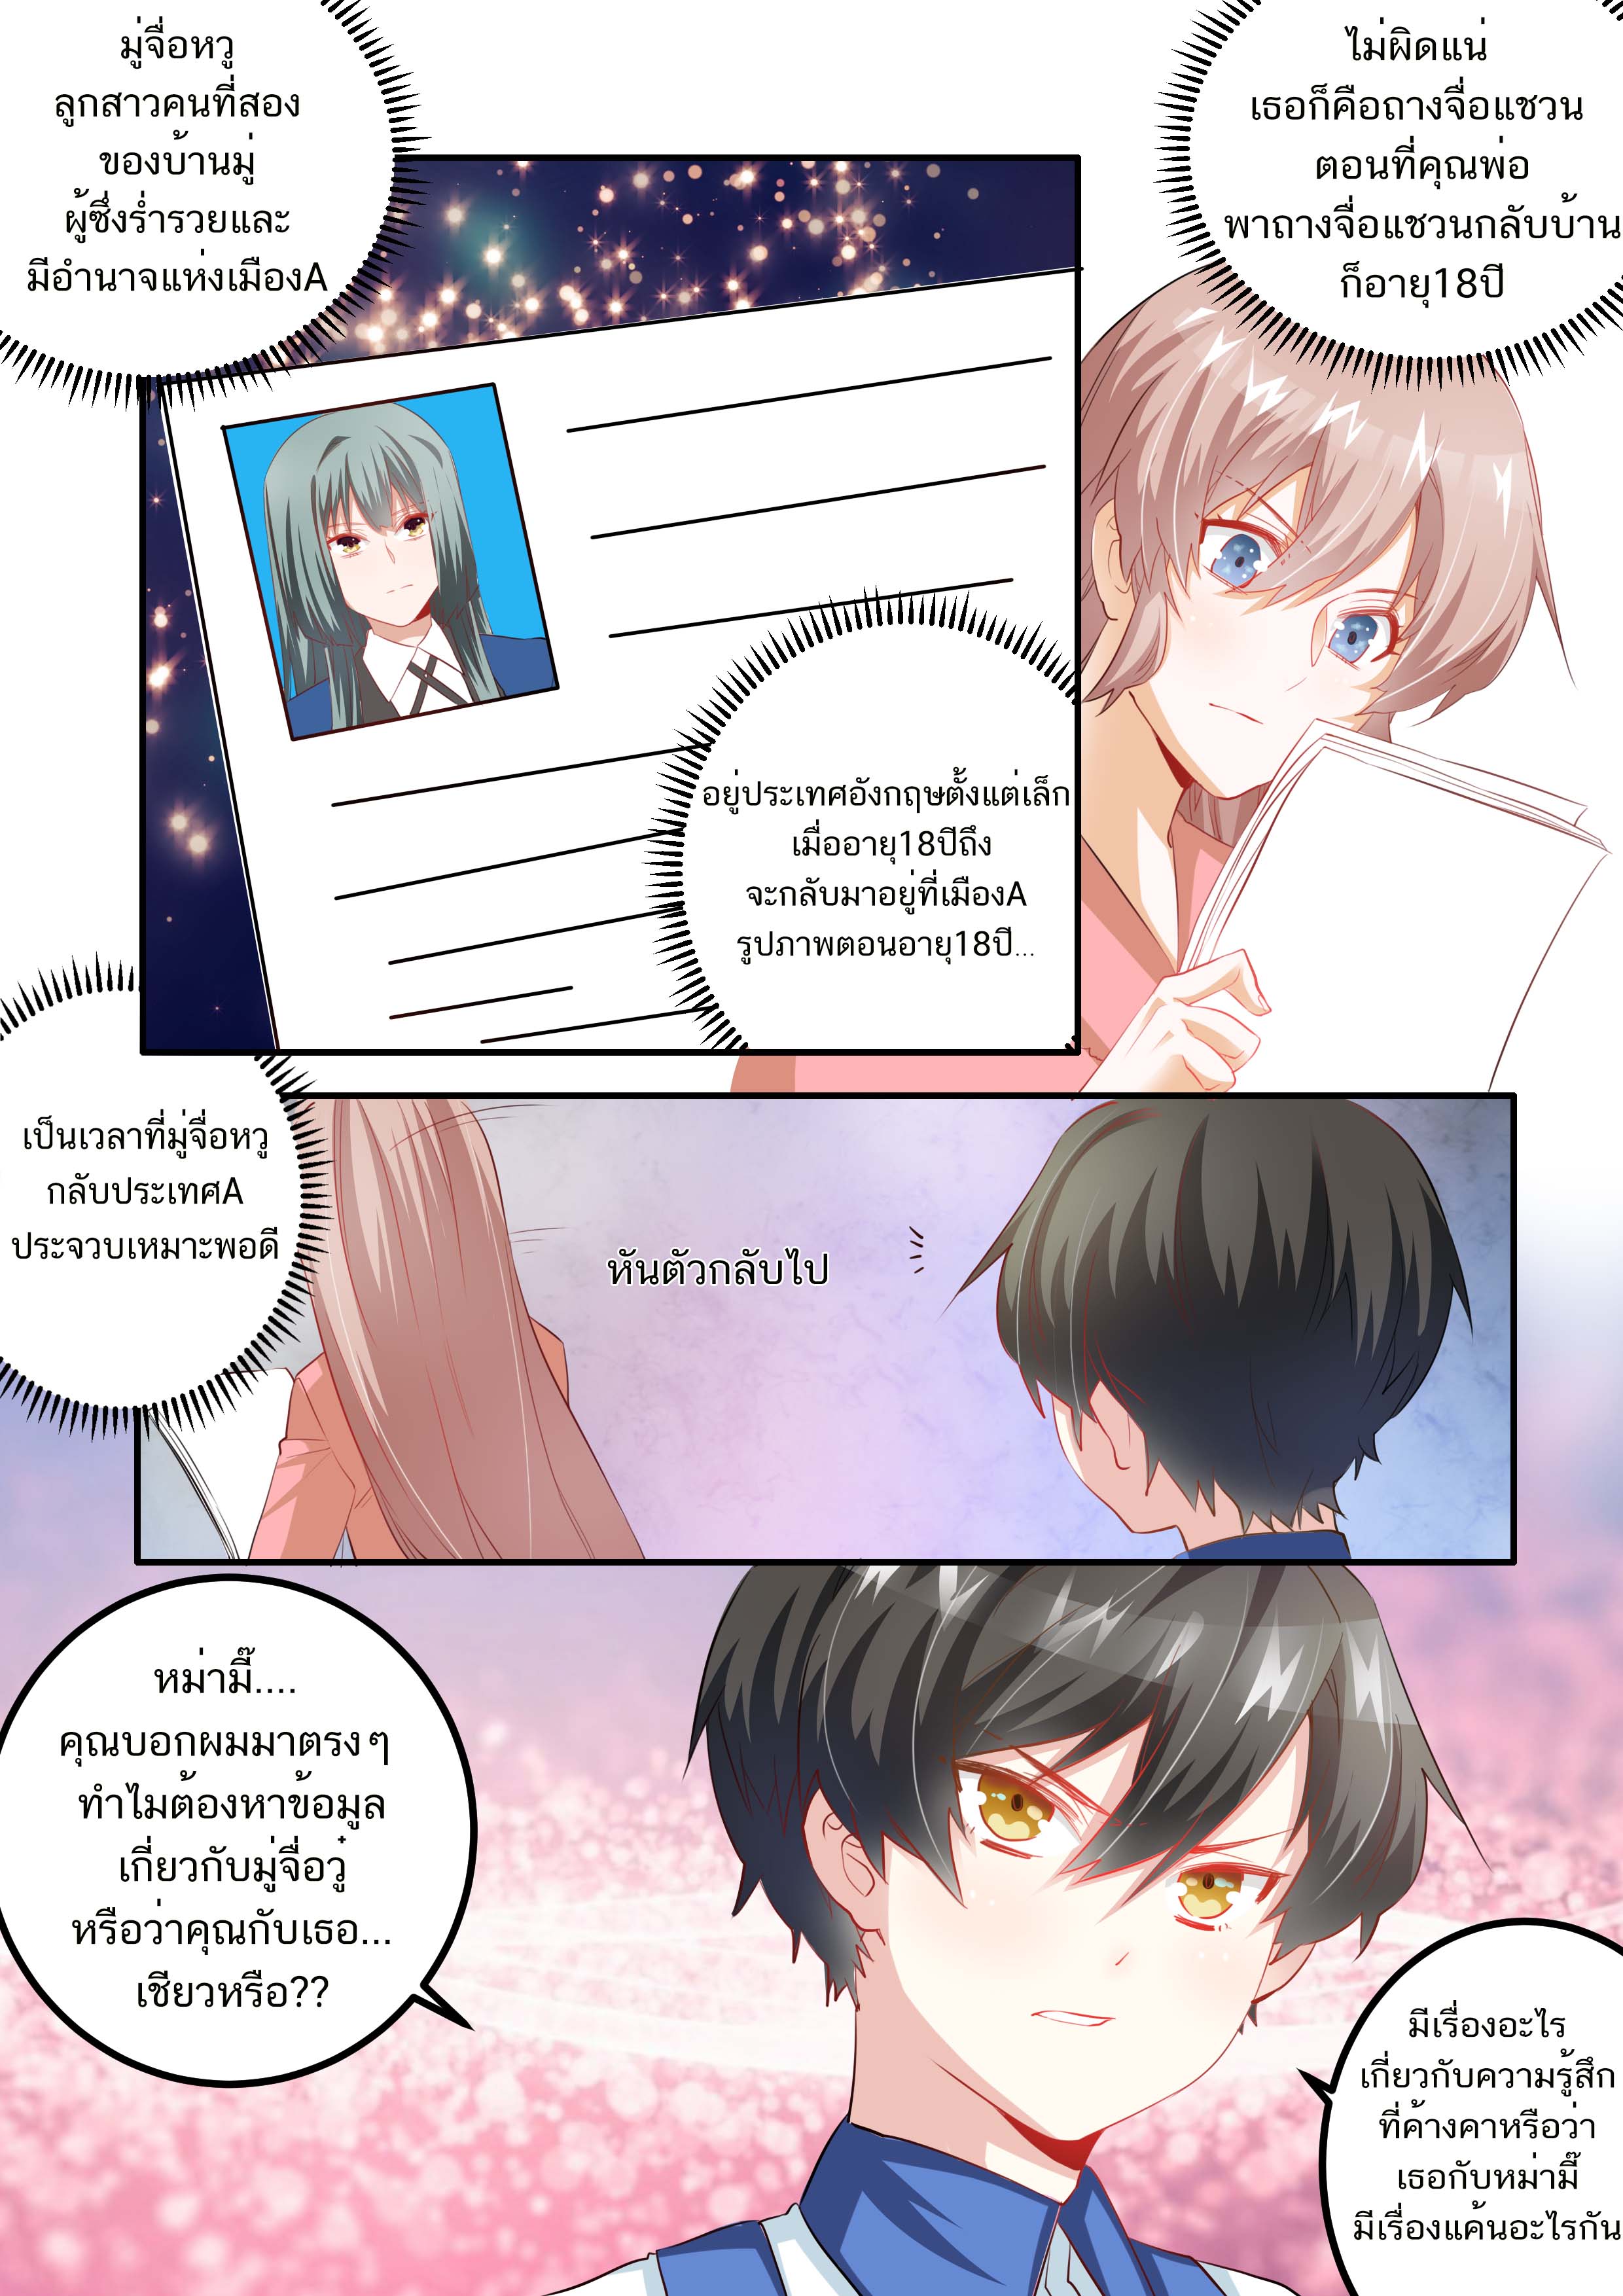 มู่จื่อหวู
ลูกสาวคนที่สอง
ของบ้านมู่
ผู้ซึ่งร่ำรวยและ
มีอำนาจแห่งเมืองA
ไม่ผิดแน่
เธอก็คือถางจื่อแชวน
ตอนที่คุณพ่อ
พาถางจื่อแชวนกลับบ้าน
ก็อายุ18ปี
อยู่ประเทศอังกฤษตั้งแต่เล็ก
เมื่ออายุ18ปีถึง
จะกลับมาอยู่ที่เมืองA
รูปภาพตอนอายุ18ปี...
เป็นเวลาที่มู่จื่อหวู
กลับประเทศA
ประจวบเหมาะพอดี
หันตัวกลับไป
หม่ามี๊....
คุณบอกผมมาตรงๆ
ทำไมต้องหาข้อมูล
เกี่ยวกับมู่จื่อวู๋
หรือว่าคุณกับเธอ...
เชียวหรือ??
มีเรื่องอะไร
เกี่ยวกับความรู้สึก
ที่ค้างคาหรือว่า
เธอกับหม่ามี๊
มีเรื่องแค้นอะไรกัน